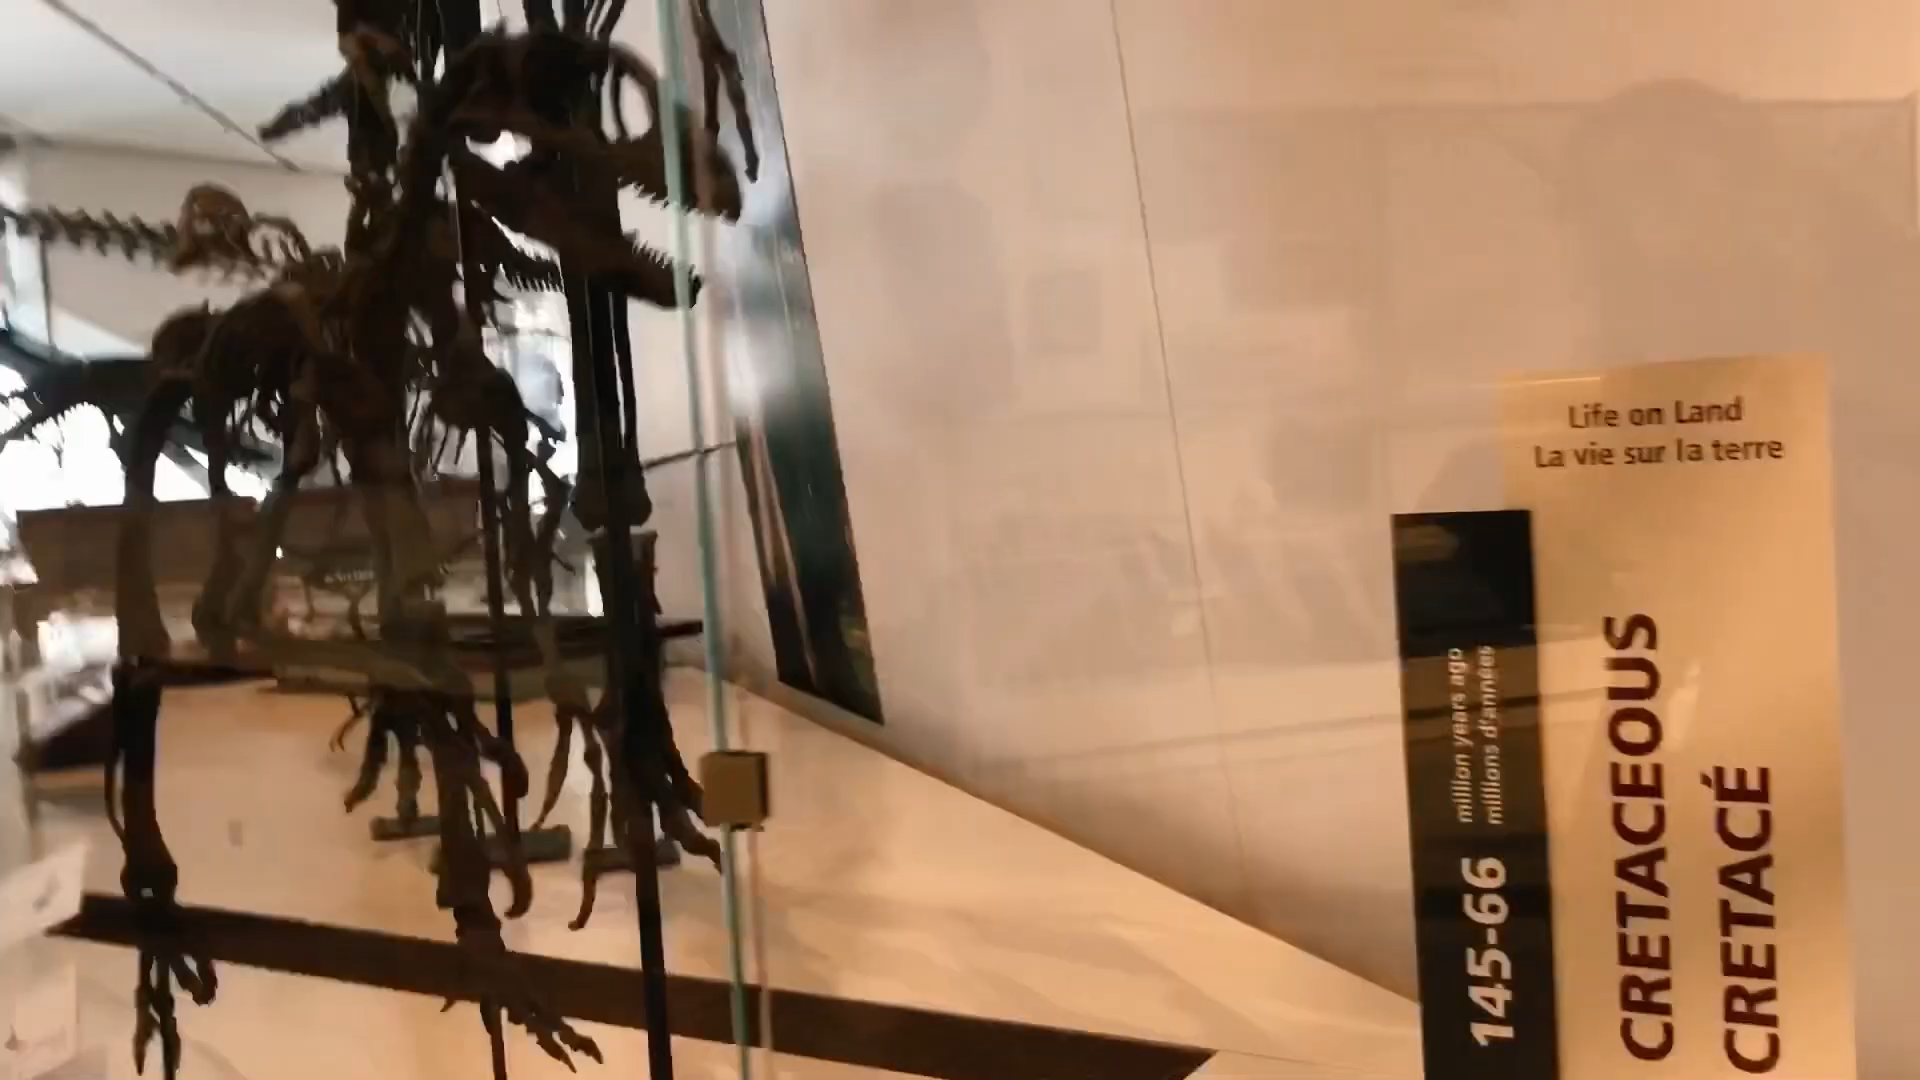 Life on Land
La vie sur la terre
145-66 million years ago
millions d'années
CRETACEOUS
CRÉTACÉ